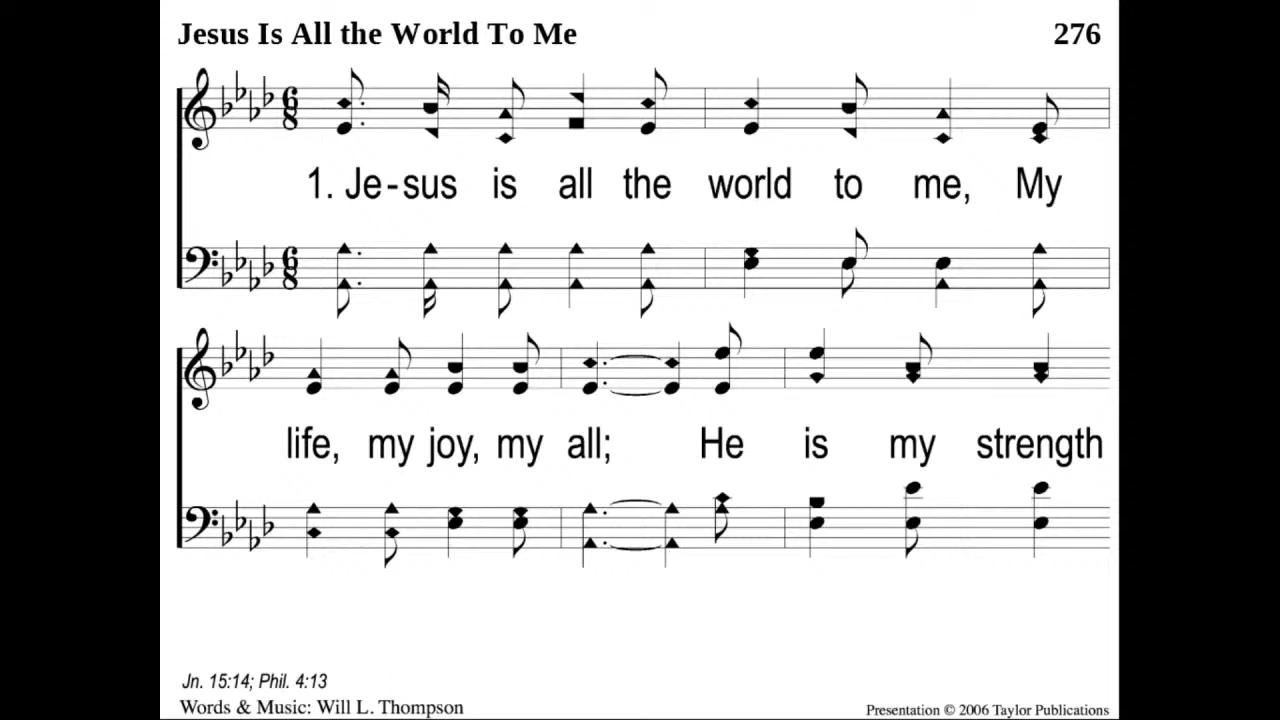 Jesus Is All the World To Me 276
1. Je-sus is all the world to me, My
life, my joy, my all; He is my strength
Jn. 15:14; Phil. 4:13
Words & Music: Will L. Thompson
Presentation © 2006 Taylor Publications